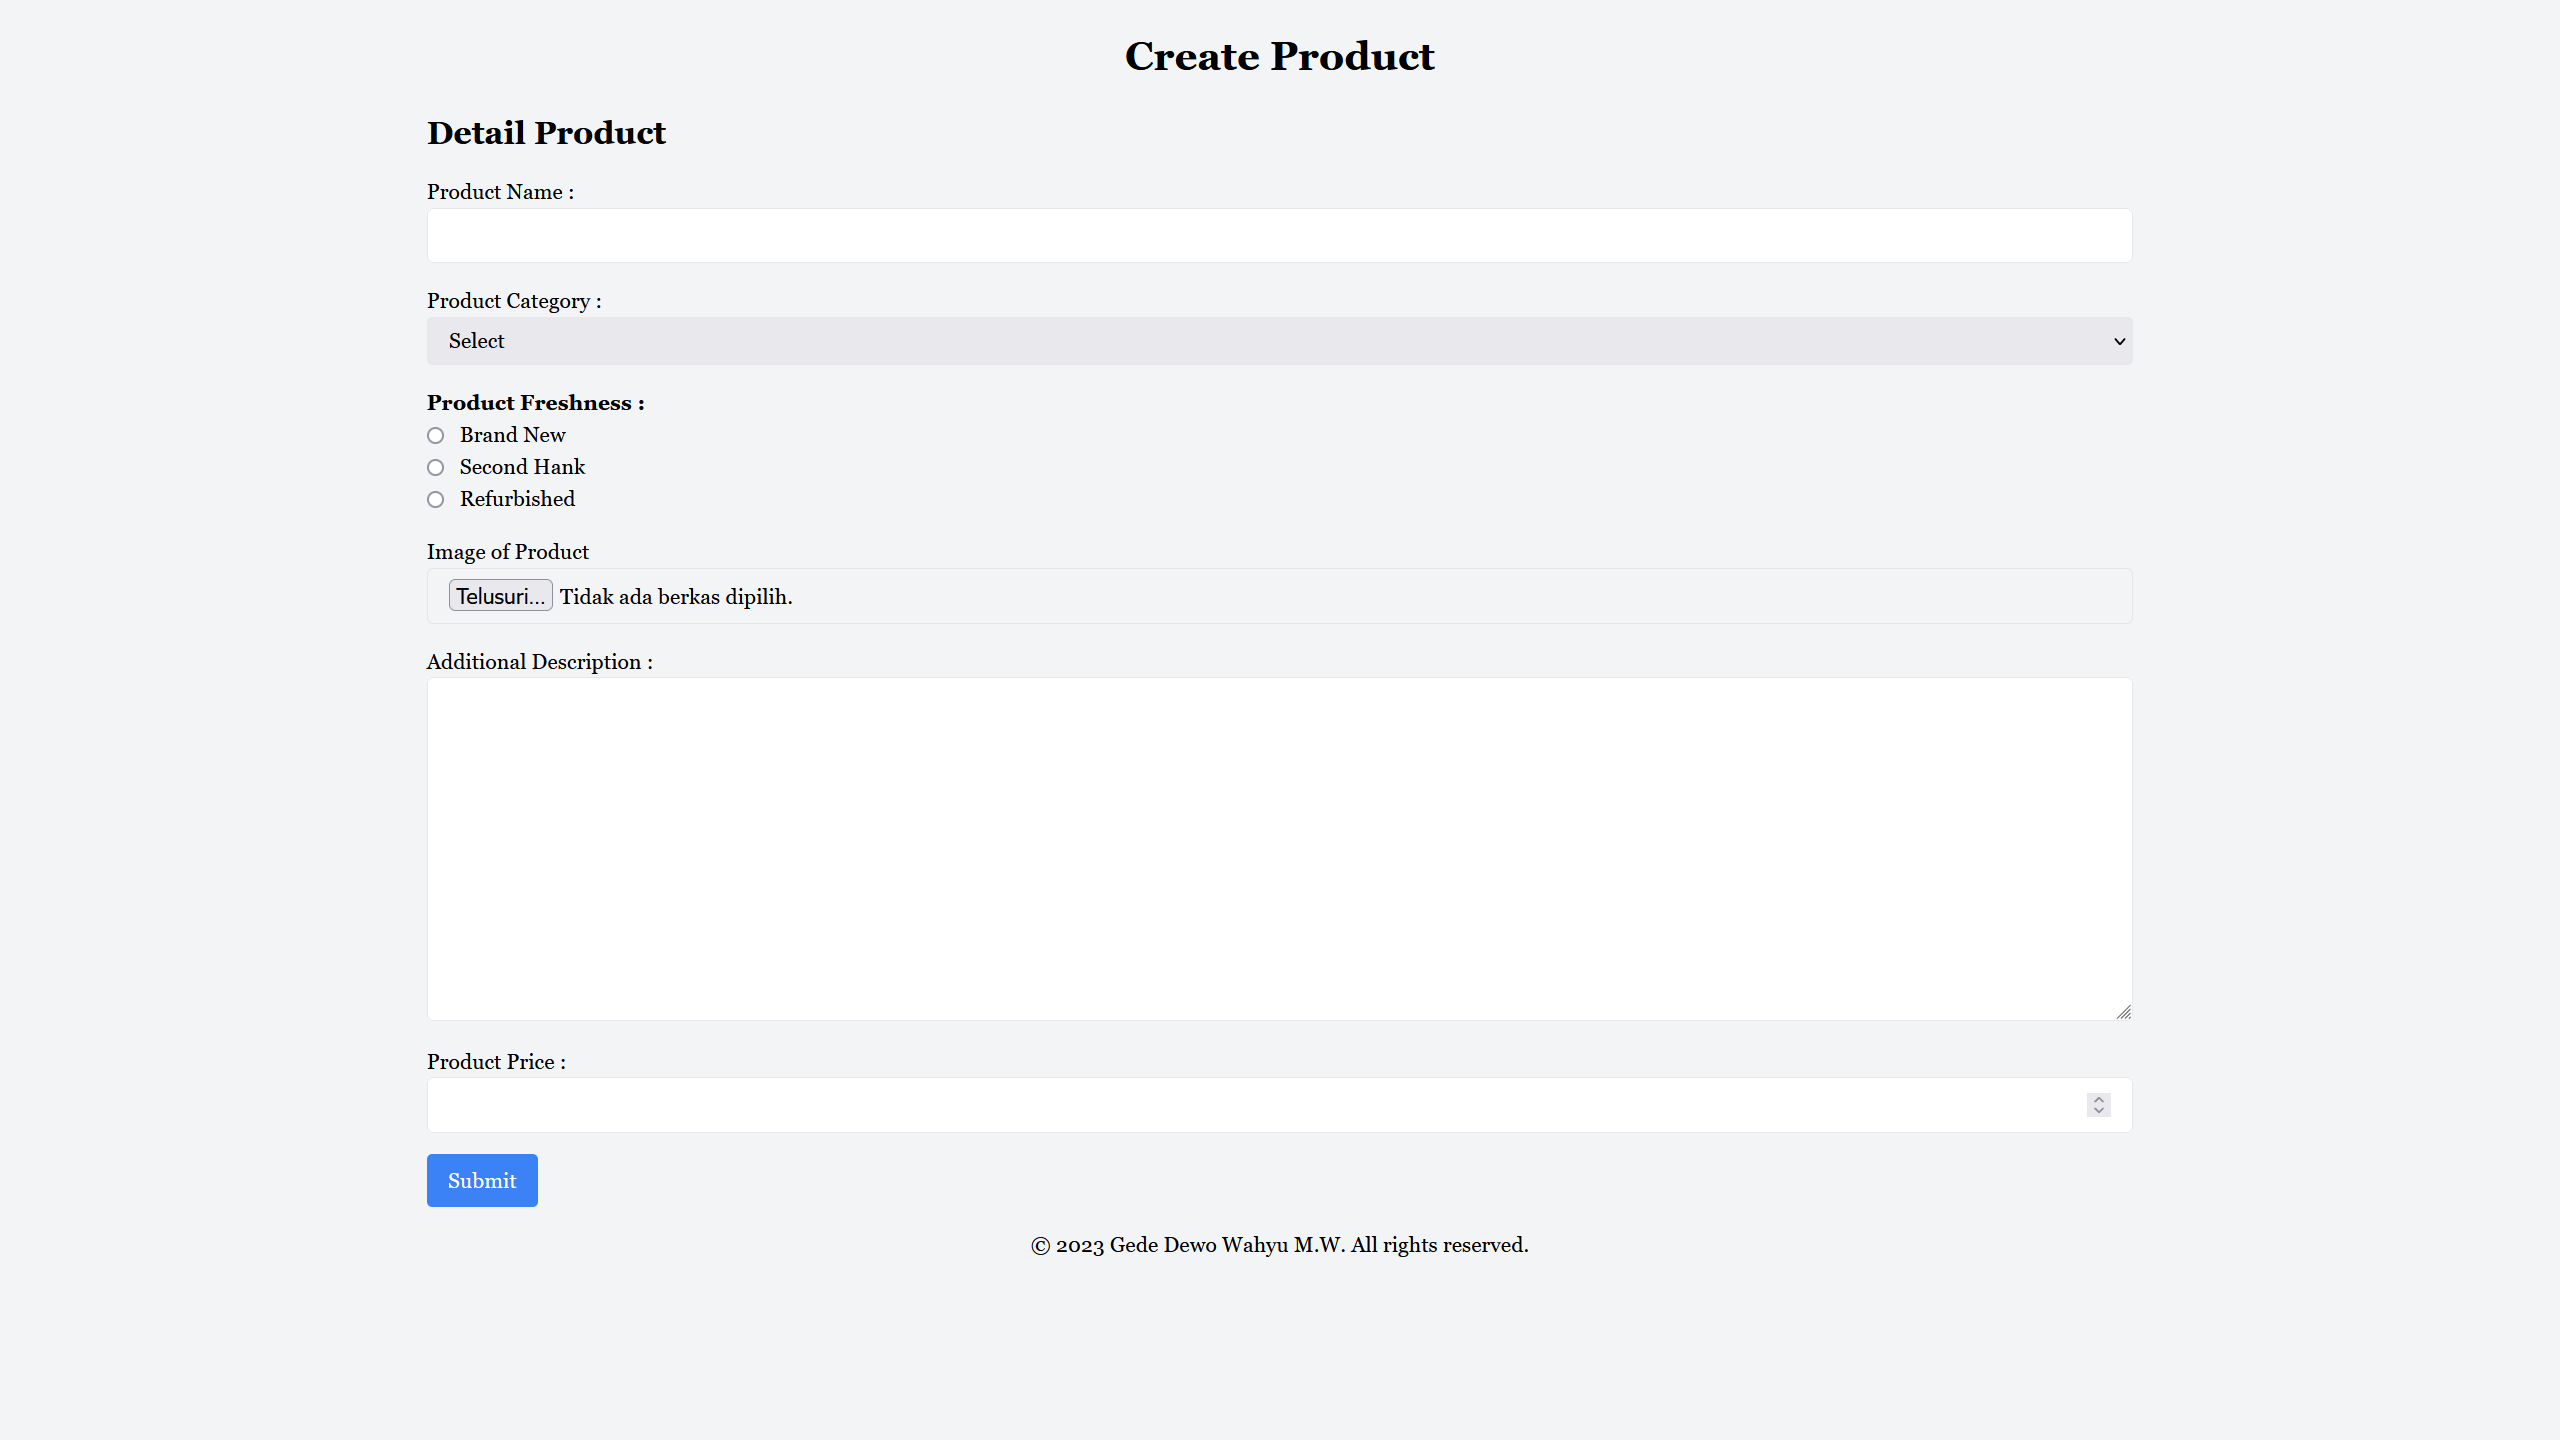 Create Product
Detail Product
Product Name :
Product Category :
Select
Product Freshness :
Brand New
Second Hank
Refurbished
Image of Product
Telusuri... Tidak ada berkas dipilih.
Additional Description :
Product Price :
Submit
© 2023 Gede Dewo Wahyu M.W. All rights reserved.